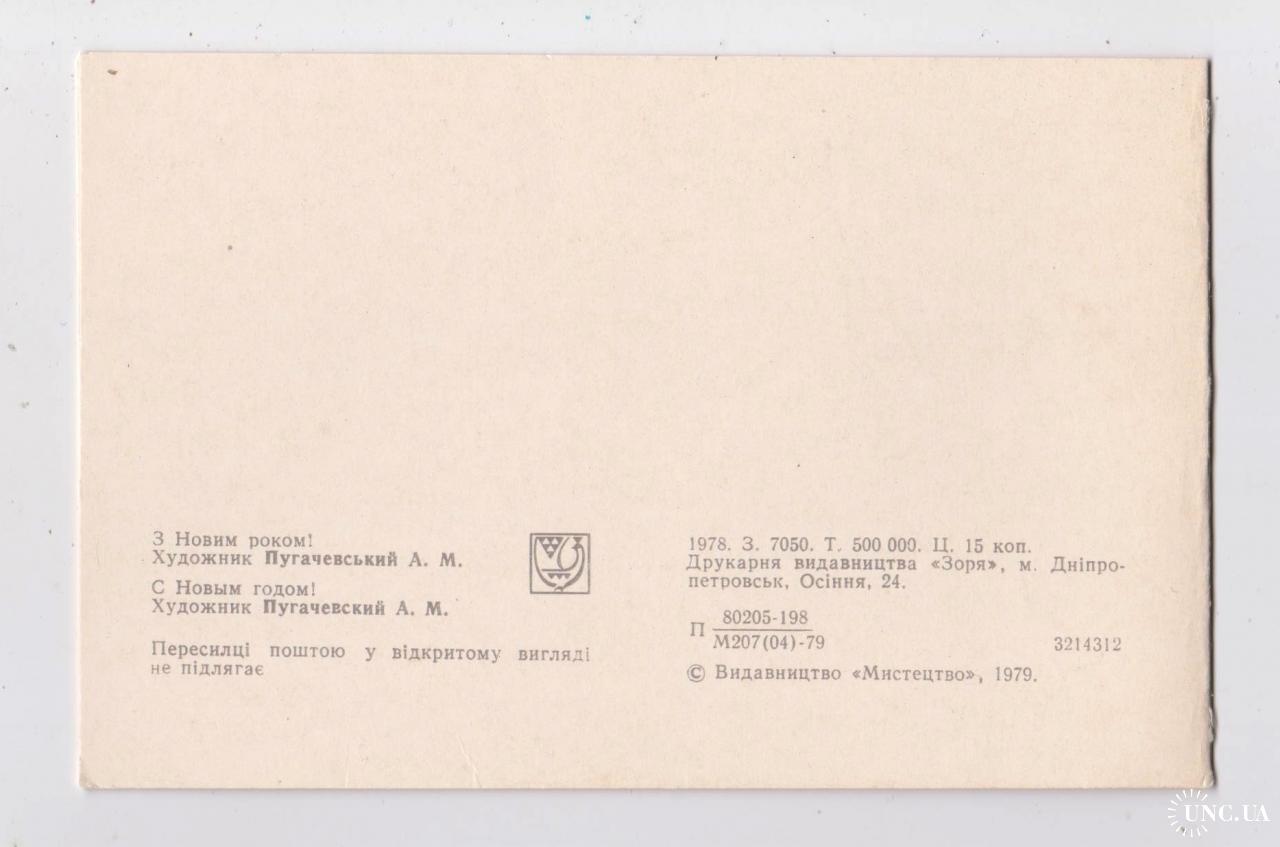 З Новим роком!
Художник Пугачевський А. М.
С Новым годом!
Художник Пугачевский А. М.
Пересилці поштою у відкритому вигляді
не підлягає
1978. З. 7050. Т. 500 000. Ц. 15 коп.
Друкарня видавництва «Зоря», м. Дніпро-
петровськ, Осіння, 24.
П 80205-198
М207(04)-79
3214312
© Видавництво «Мистецтво», 1979.
UNC.UA